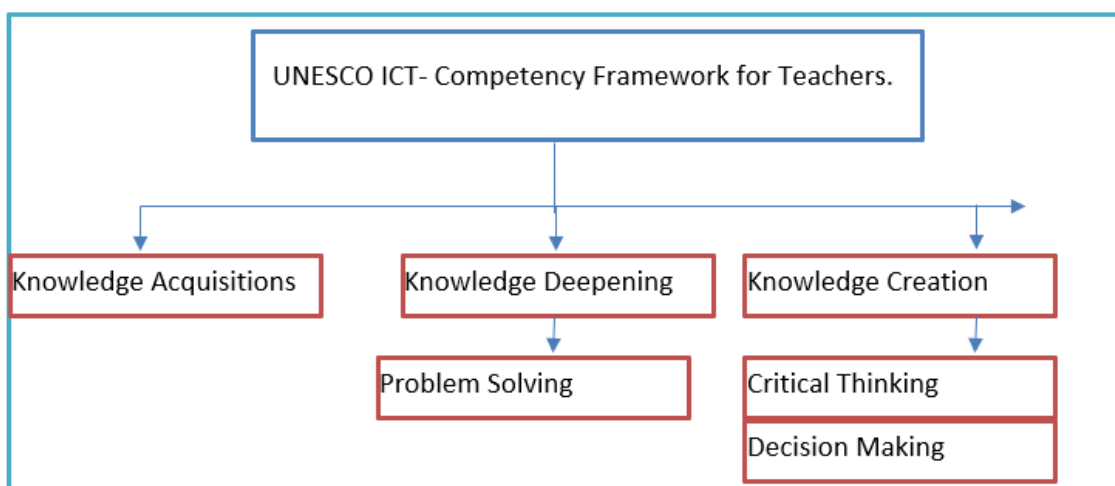 UNESCO ICT- Competency Framework for Teachers.
Knowledge Acquisitions
Knowledge Deepening
Knowledge Creation
Problem Solving
Critical Thinking
Decision Making